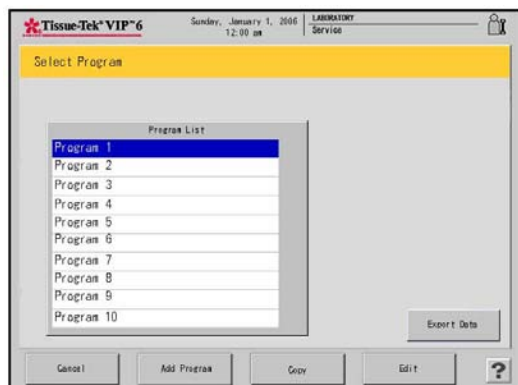 Tissue-Tek® VIP™6
Sunday, January 1, 2006
12:00 am
LABORATORY
Service
Select Program
Program List
Program 1
Program 2
Program 3
Program 4
Program 5
Program 6
Program 7
Program 8
Program 9
Program 10
Export Data
Cancel
Add Program
Copy
Edit
?